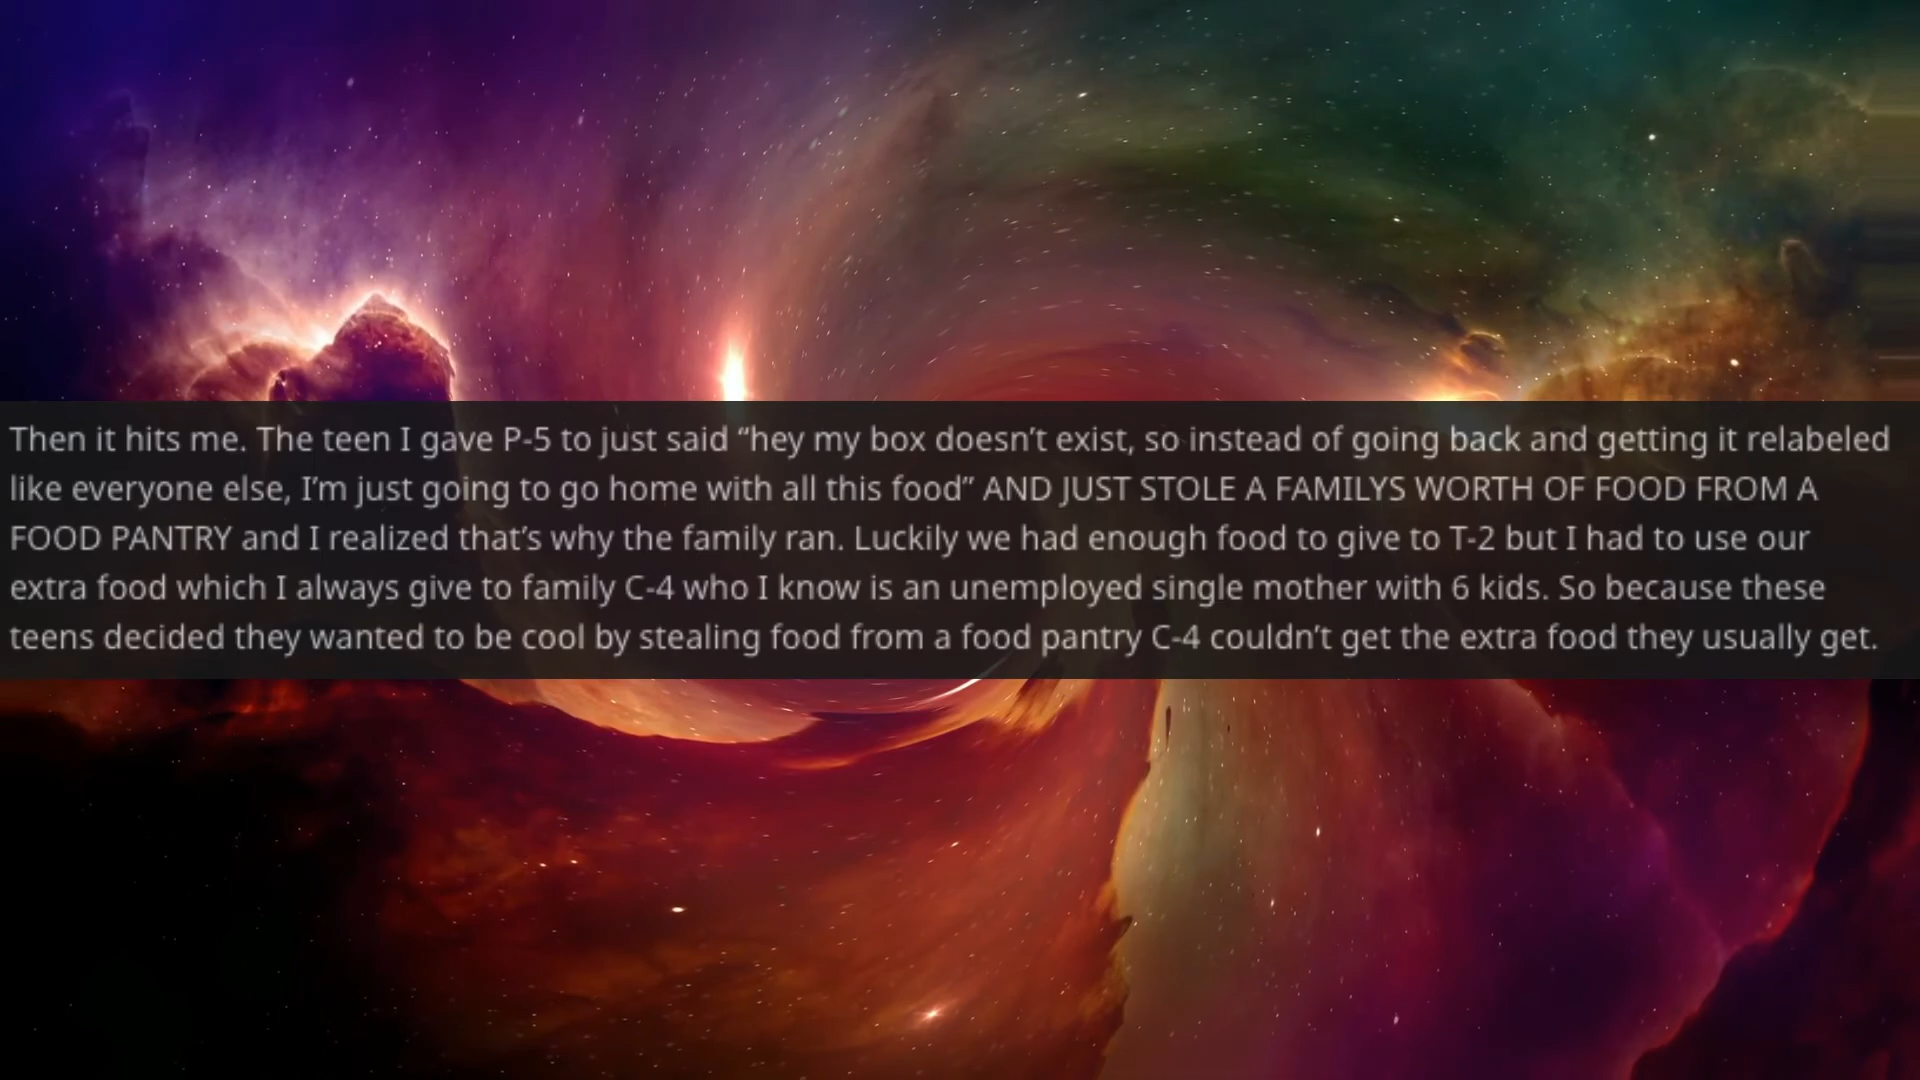 Then it hits me. The teen I gave P-5 to just said “hey my box doesn’t exist, so instead of going back and getting it relabeled
like everyone else, I’m just going to go home with all this food” AND JUST STOLE A FAMILYS WORTH OF FOOD FROM A
FOOD PANTRY and I realized that’s why the family ran. Luckily we had enough food to give to T-2 but I had to use our
extra food which I always give to family C-4 who I know is an unemployed single mother with 6 kids. So because these
teens decided they wanted to be cool by stealing food from a food pantry C-4 couldn’t get the extra food they usually get.